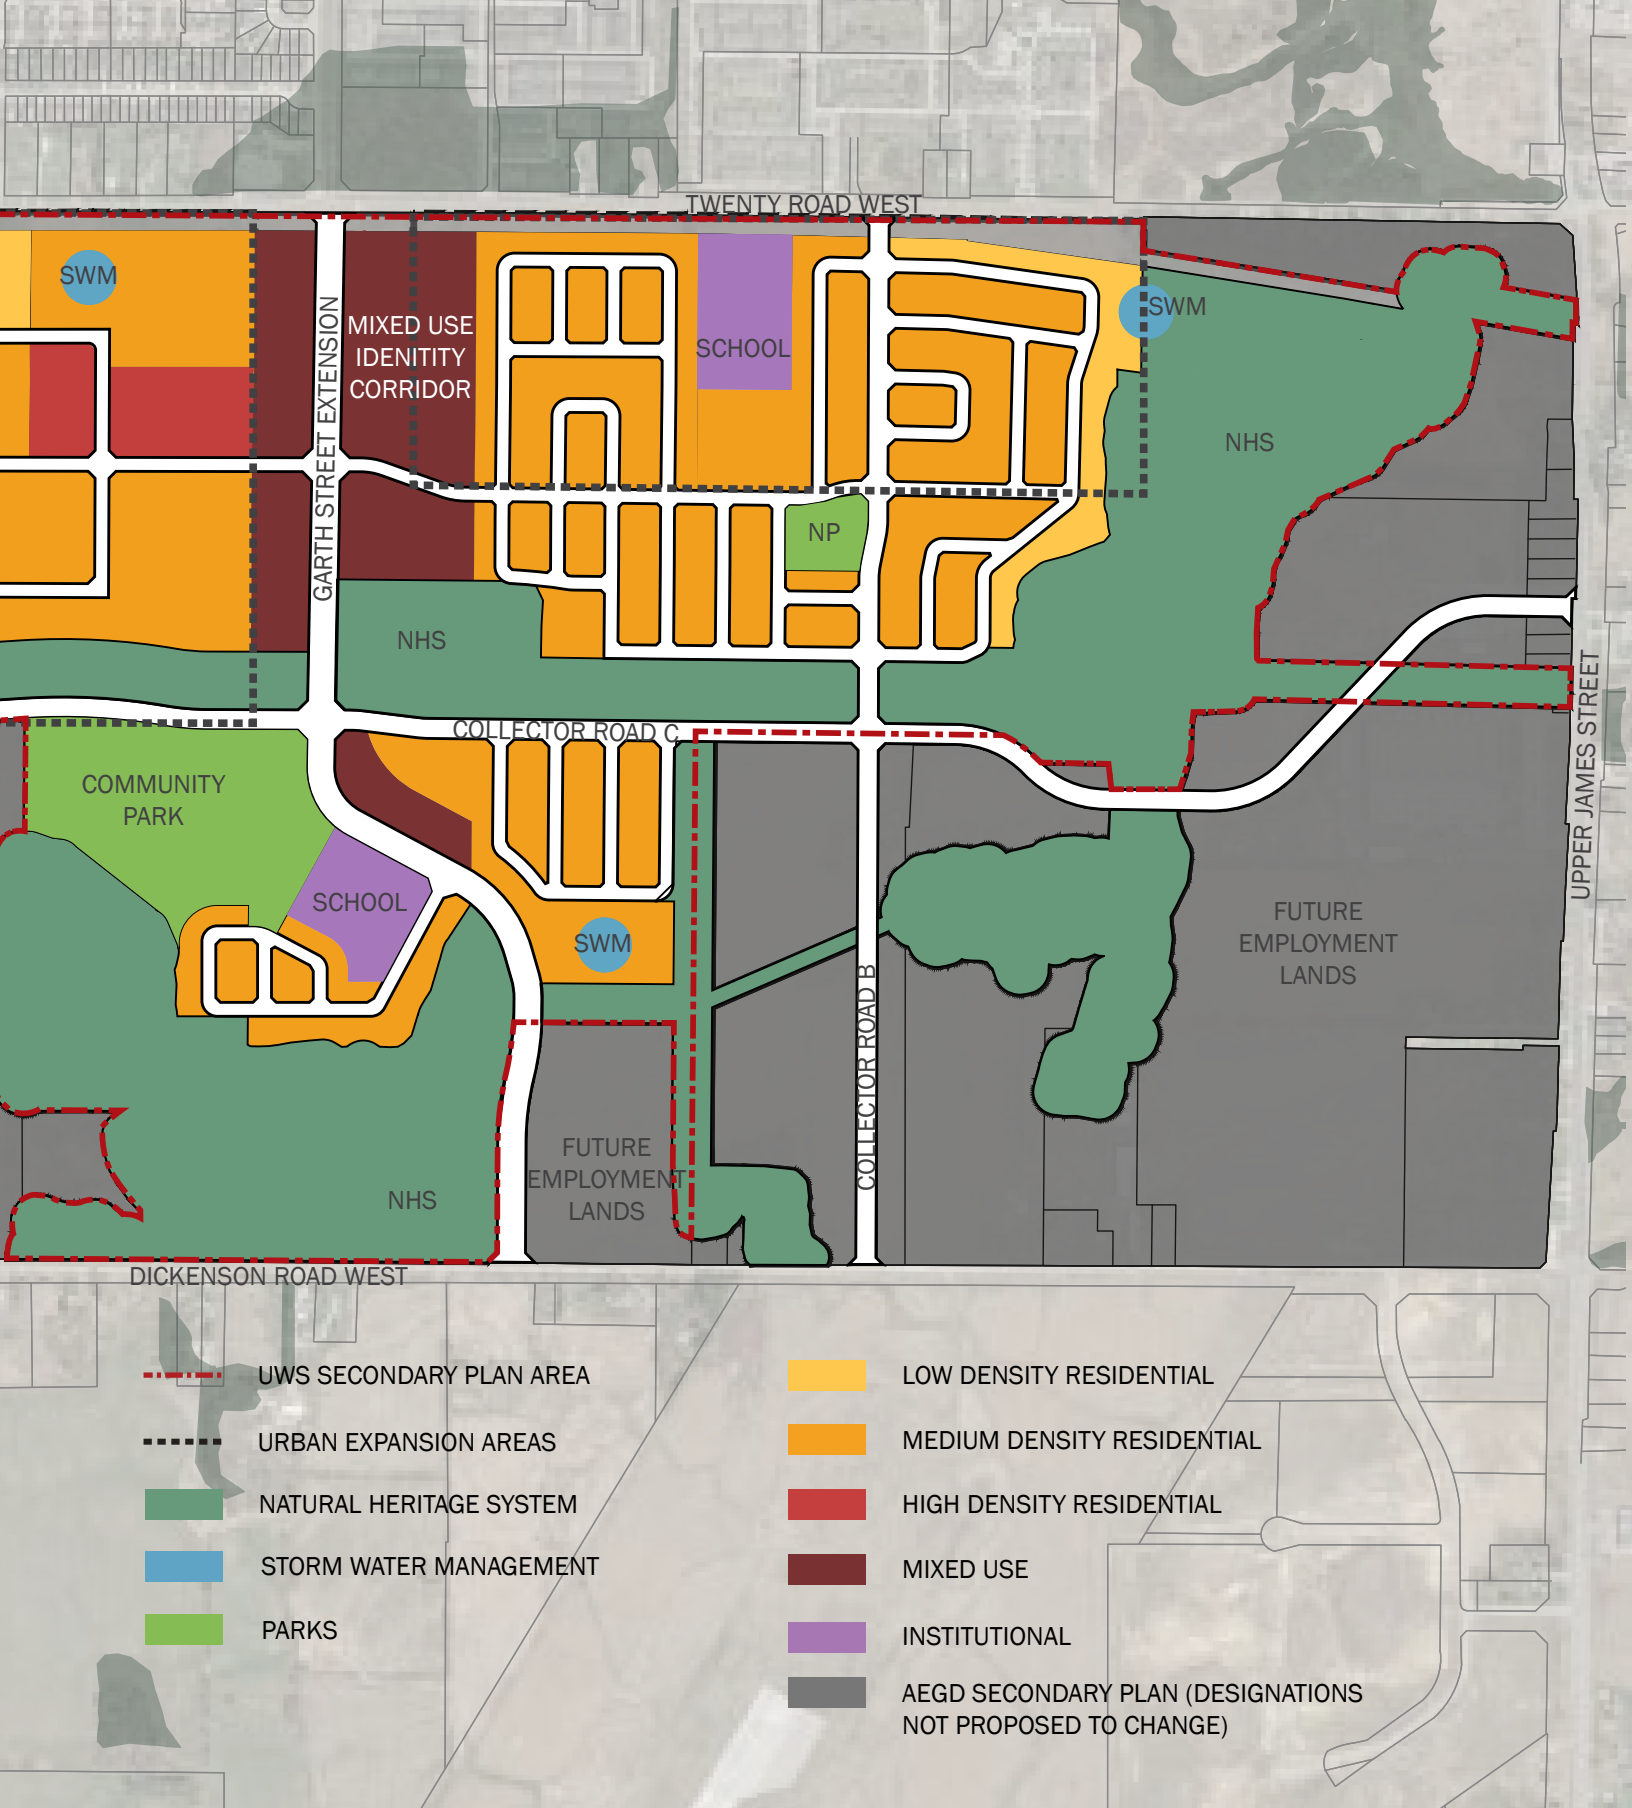 TWENTY ROAD WEST
SWM
SWM
MIXED USE
IDENITITY
CORRIDOR
SCHOOL
GARTH STREET EXTENSION
NHS
NP
NHS
COLLECTOR ROAD C
COMMUNITY
PARK
UPPER JAMES STREET
SCHOOL
SWM
FUTURE
EMPLOYMENT
LANDS
COLLECTOR ROAD B
FUTURE
EMPLOYMENT
LANDS
NHS
DICKENSON ROAD WEST
UWS SECONDARY PLAN AREA
URBAN EXPANSION AREAS
NATURAL HERITAGE SYSTEM
STORM WATER MANAGEMENT
PARKS
LOW DENSITY RESIDENTIAL
MEDIUM DENSITY RESIDENTIAL
HIGH DENSITY RESIDENTIAL
MIXED USE
INSTITUTIONAL
AEGD SECONDARY PLAN (DESIGNATIONS
NOT PROPOSED TO CHANGE)